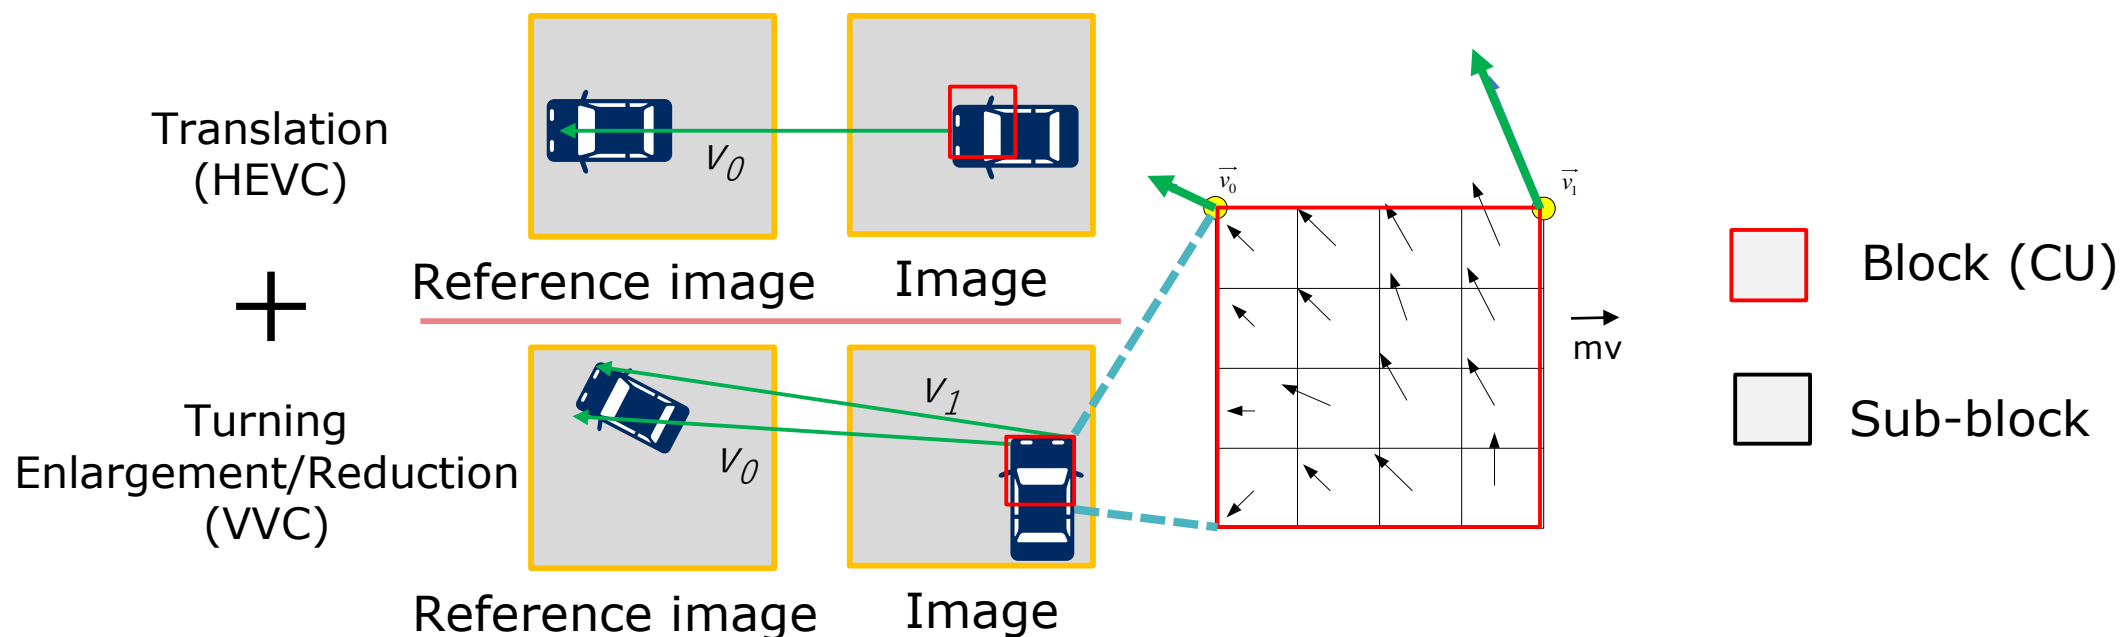 Translation
(HEVC)
+
Turning
Enlargement/Reduction
(VVC)
V0
Reference image
Image
V1
V0
Reference image
Image
v0
v1
mv
Block (CU)
Sub-block